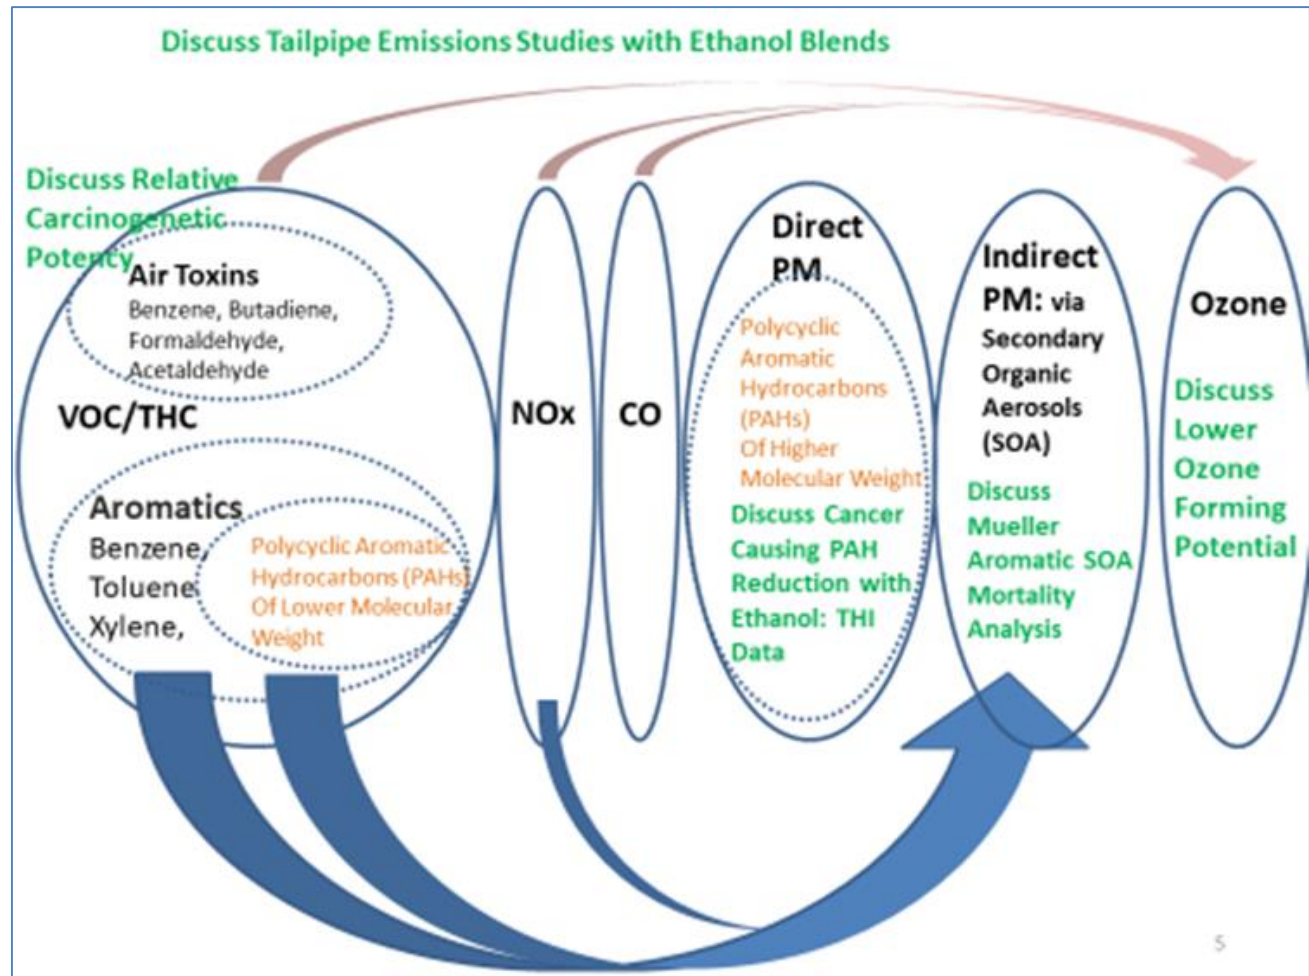 Discuss Tailpipe Emissions Studies with Ethanol Blends
Discuss Relative
Carcinogenetic
Potency
Air Toxins
Benzene, Butadiene,
Formaldehyde,
Acetaldehyde
VOC/THC
Aromatics
Benzene,
Toluene
Xylene,
Polycyclic Aromatic
Hydrocarbons (PAHs)
Of Lower Molecular
Weight
NOx
CO
Direct
PM
Polycyclic
Aromatic
Hydrocarbons
(PAHs)
Of Higher
Molecular Weight
Discuss Cancer
Causing PAH
Reduction with
Ethanol: THI
Data
Indirect
PM: via
Secondary
Organic
Aerosols
(SOA)
Discuss
Mueller
Aromatic SOA
Mortality
Analysis
Ozone
Discuss
Lower
Ozone
Forming
Potential
5